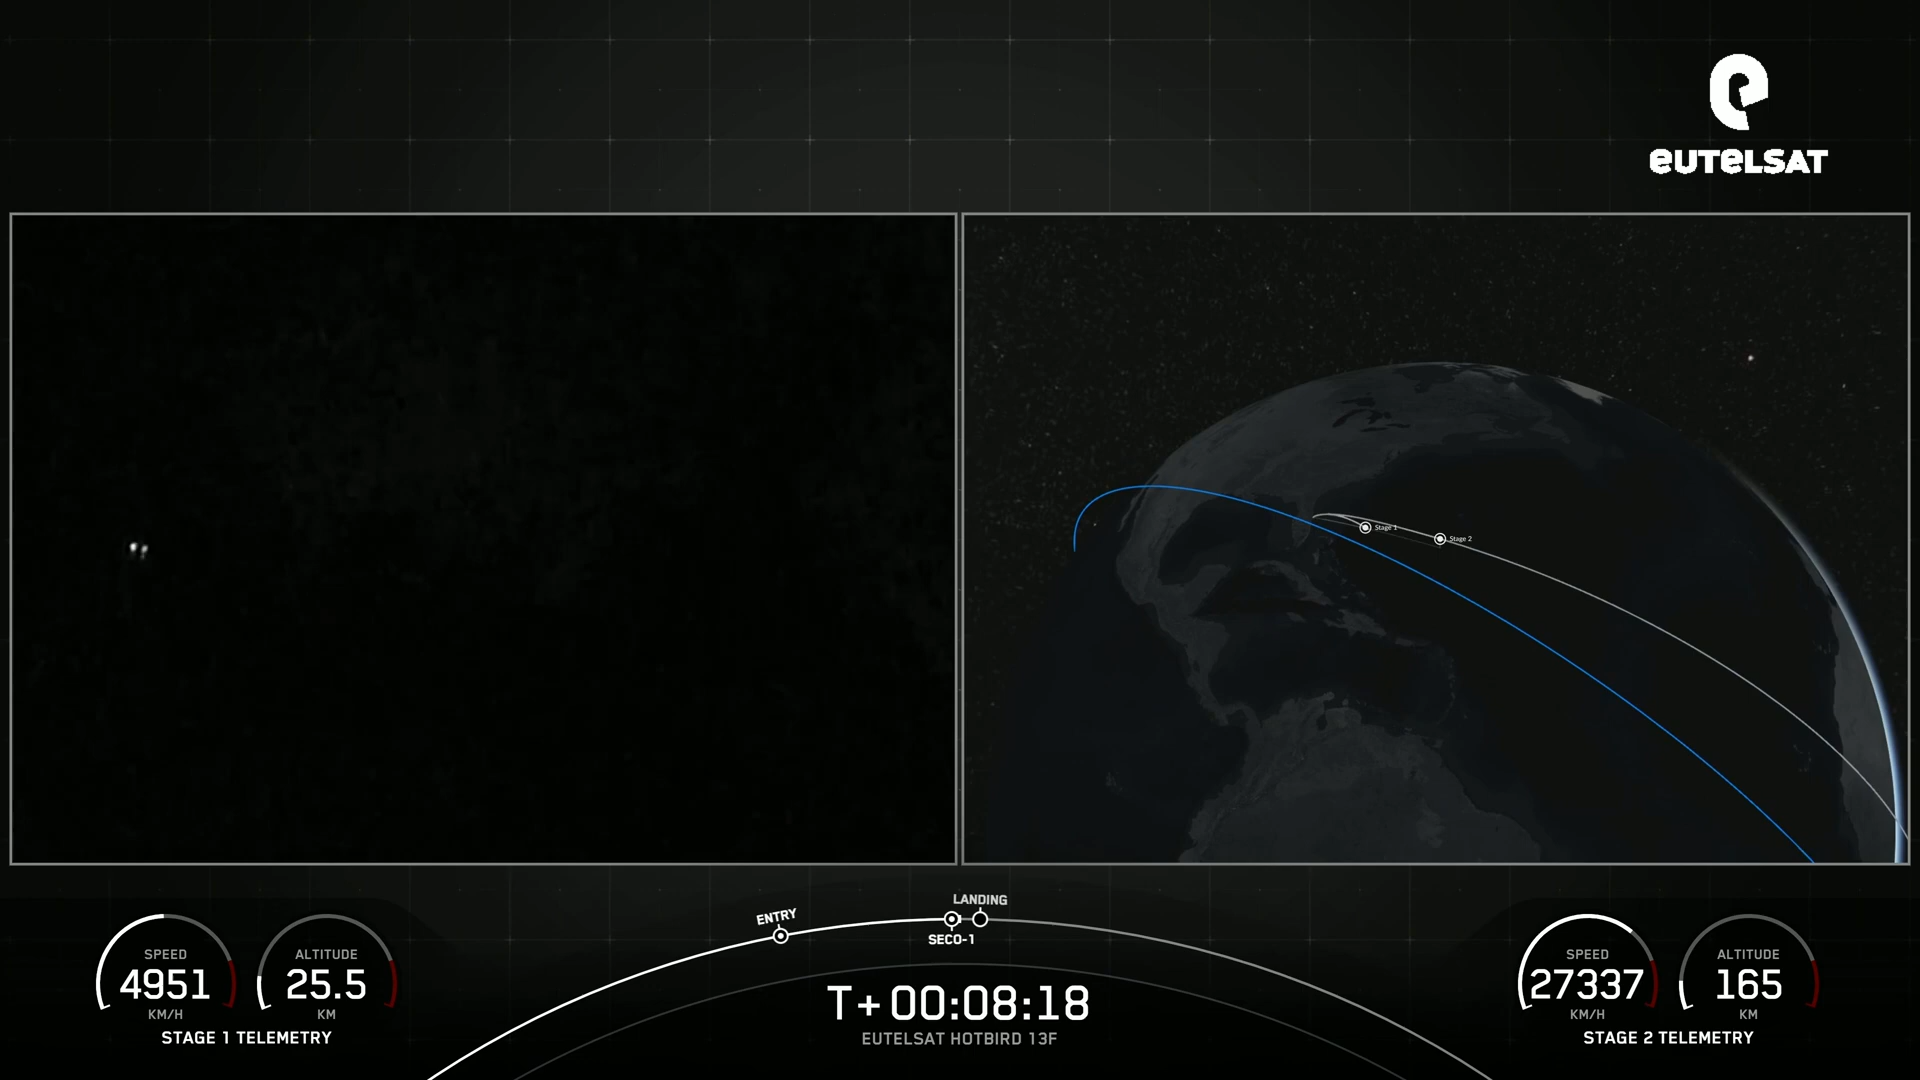 eUTeLSAT
Stage 1
Stage 2
ENTRY
LANDING
SECO-1
SPEED
4951
KM/H
ALTITUDE
25.5
KM
STAGE 1 TELEMETRY
T+00:08:18
EUTELSAT HOTBIRD 13F
SPEED
27337
KM/H
ALTITUDE
165
KM
STAGE 2 TELEMETRY